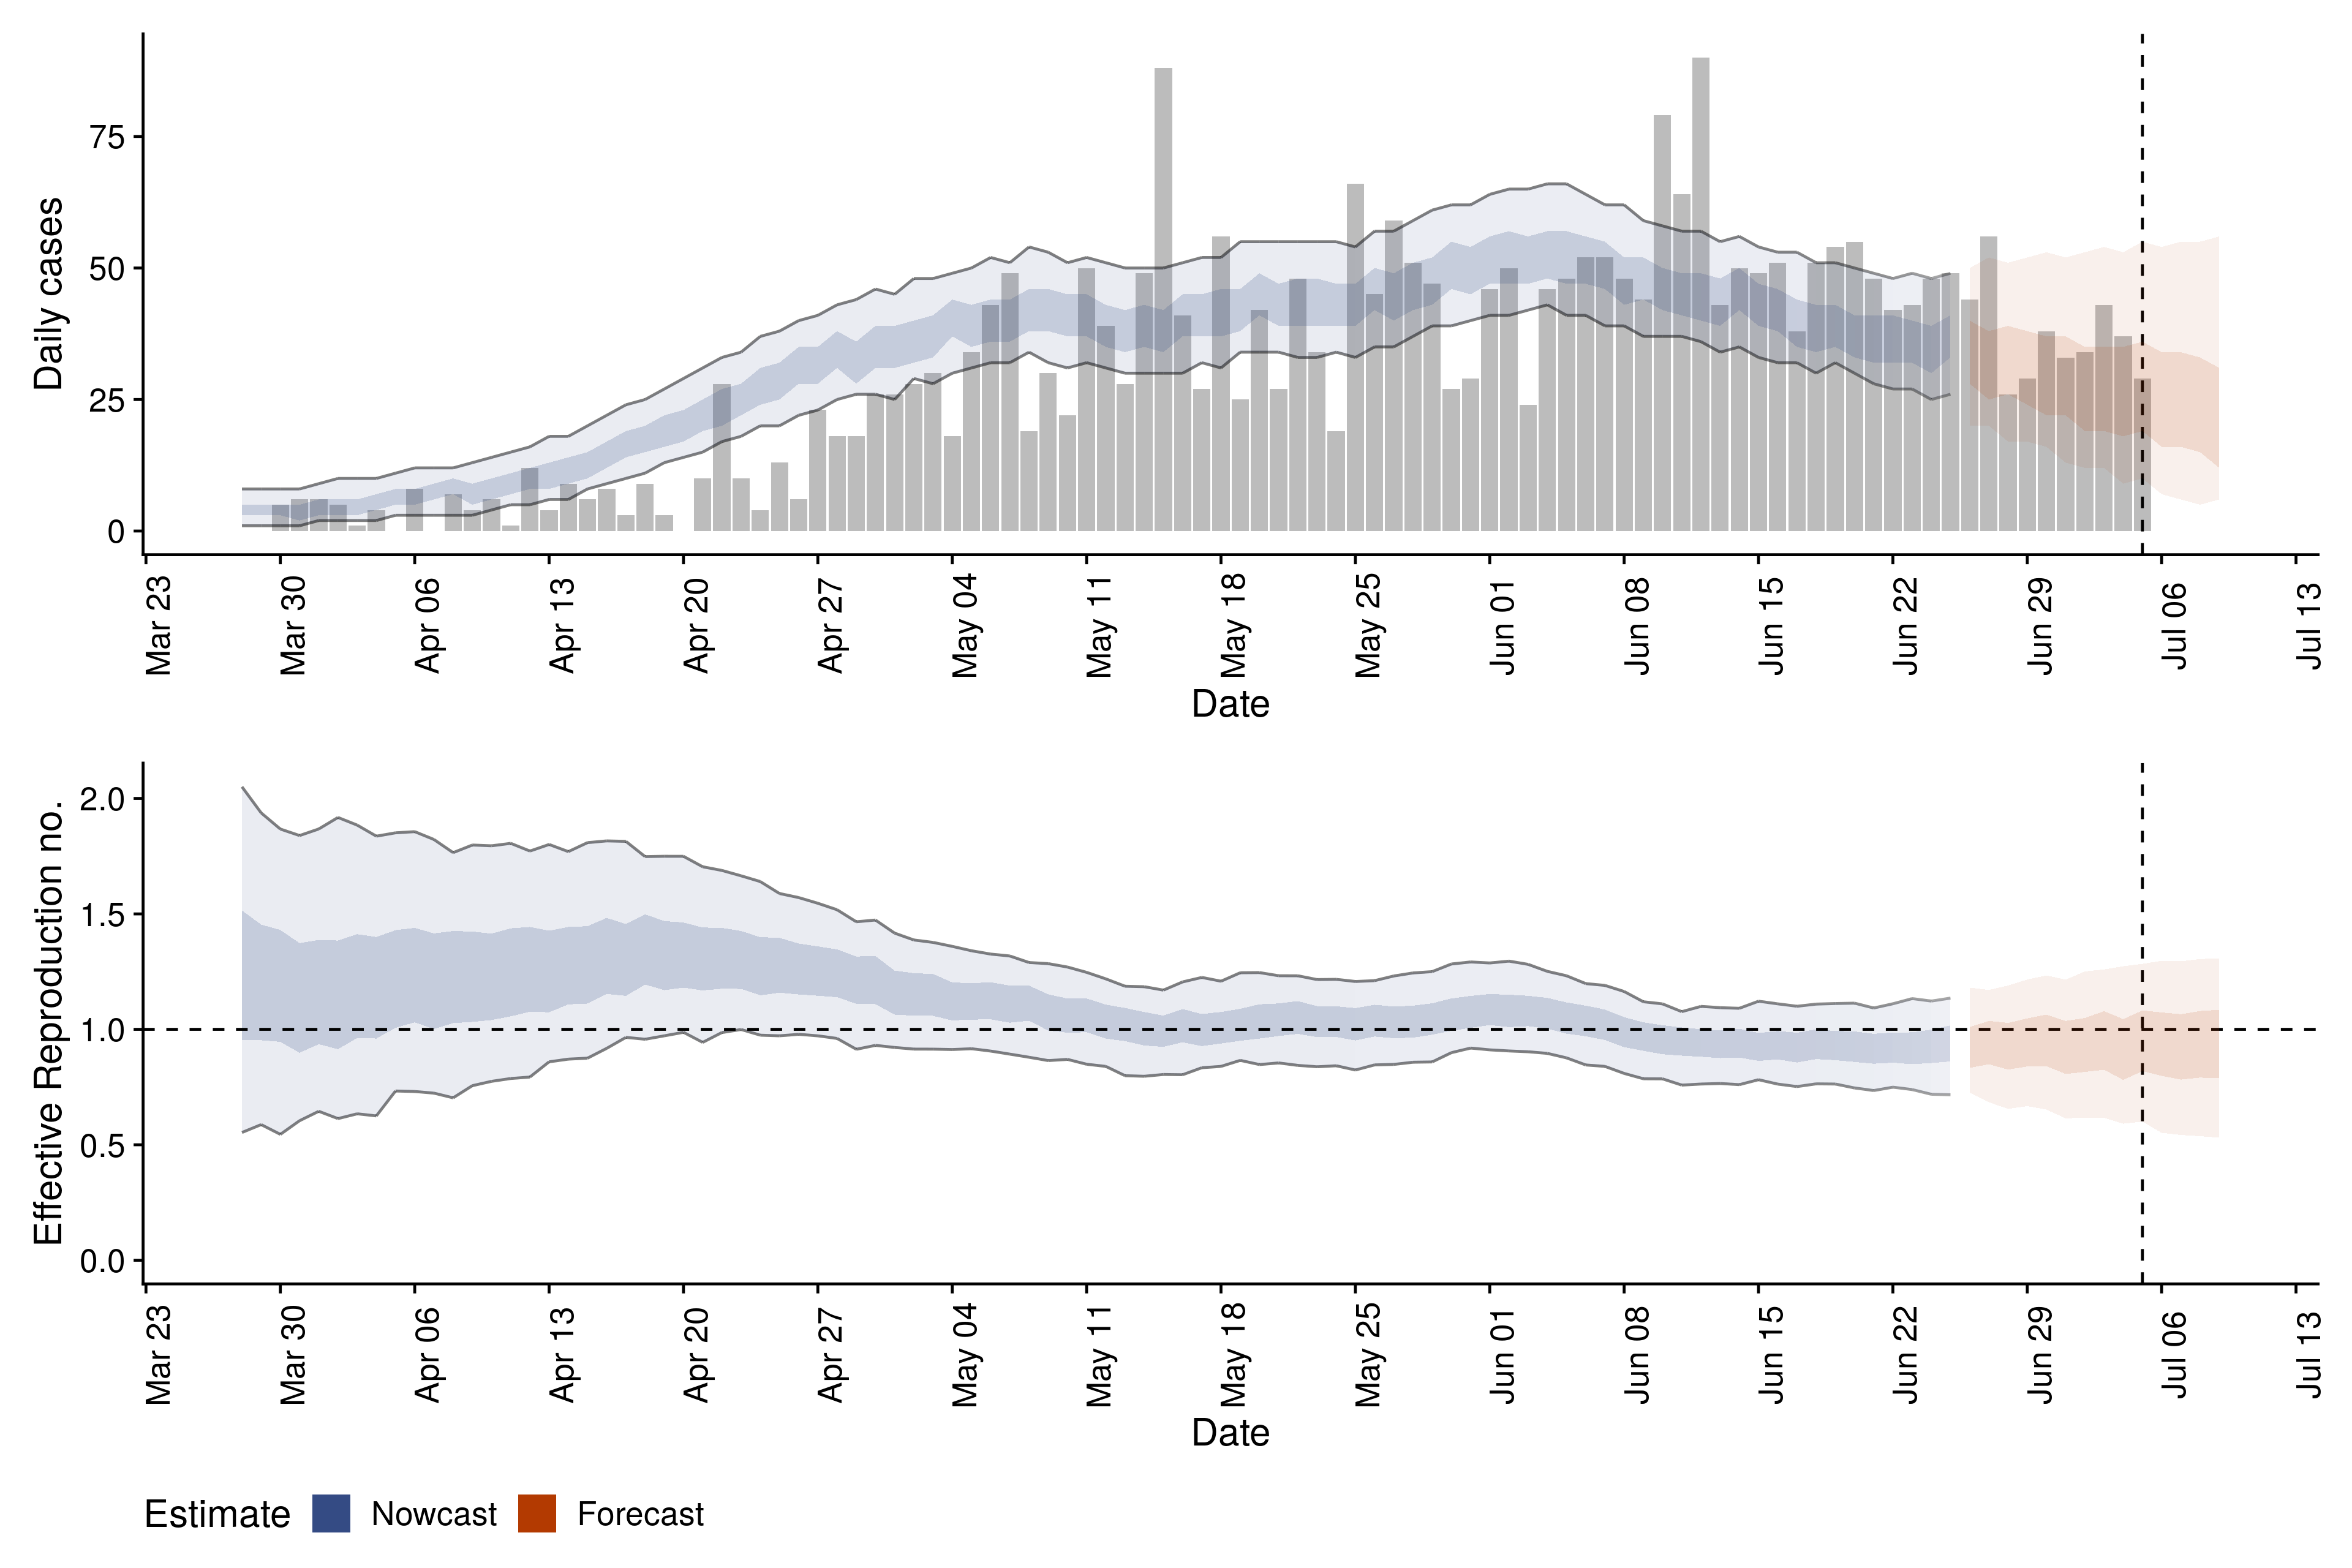 Daily cases
75
50
25
0
Mar 23 Mar 30 Apr 06 Apr 13 Apr 20 Apr 27 May 04 May 11 May 18 May 25 Jun 01 Jun 08 Jun 15 Jun 22 Jun 29 Jul 06 Jul 13
Date
Effective Reproduction no.
2.0
1.5
1.0
0.5
0.0
Mar 23 Mar 30 Apr 06 Apr 13 Apr 20 Apr 27 May 04 May 11 May 18 May 25 Jun 01 Jun 08 Jun 15 Jun 22 Jun 29 Jul 06 Jul 13
Date
Estimate Nowcast Forecast